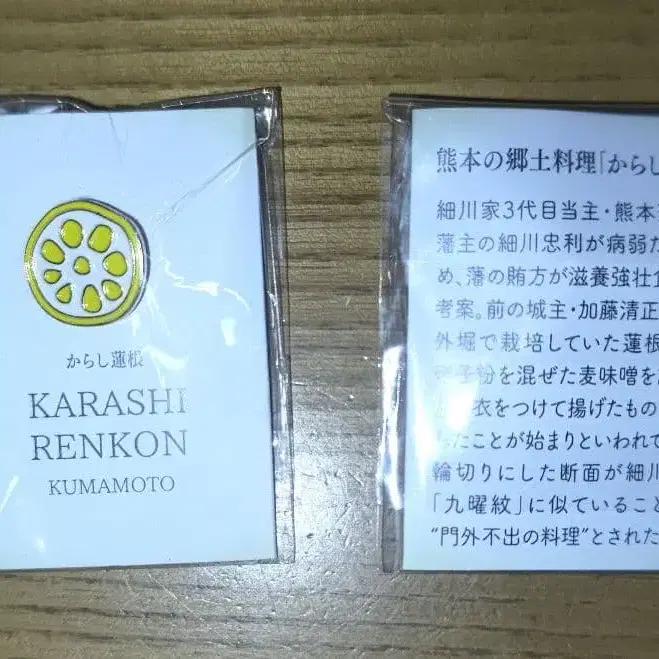 からし蓮根
KARASHI
RENKON
KUMAMOTO
熊本の郷土料理「からし
細川家3代目当主・熊本
藩主の細川忠利が病弱だ
め、藩の賄方が滋養強壮
考案。前の城主・加藤清正
外堀で栽培していた蓮根
子粉を混ぜた麦味噌を
衣をつけて揚げたもの
たことが始まりといわれて
輪切りにした断面が細川
「九曜紋」に似ていること
“門外不出の料理”とされた